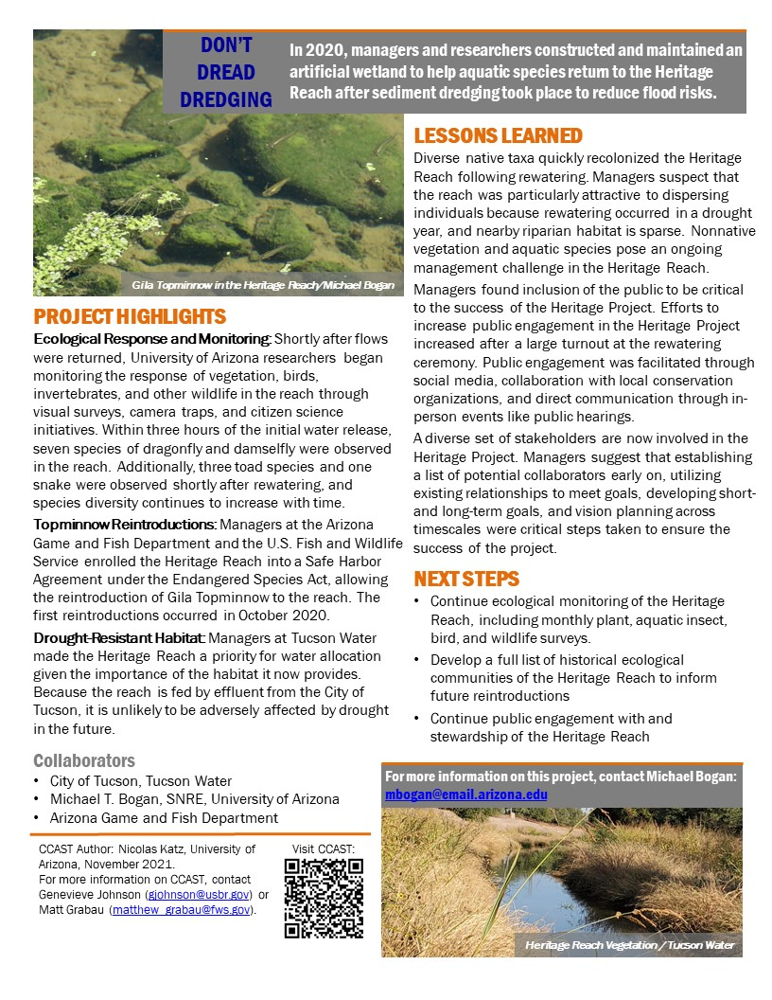 DON'T
DREAD
DREDGING
In 2020, managers and researchers constructed and maintained an
artificial wetland to help aquatic species return to the Heritage
Reach after sediment dredging took place to reduce flood risks.
Gila Topminnow in the Heritage Reach/Michael Bogan
PROJECT HIGHLIGHTS
Ecological Response and Monitoring: Shortly after flows
were returned, University of Arizona researchers began
monitoring the response of vegetation, birds,
invertebrates, and other wildlife in the reach through
visual surveys, camera traps, and citizen science
initiatives. Within three hours of the initial water release,
seven species of dragonfly and damselfly were observed
in the reach. Additionally, three toad species and one
snake were observed shortly after rewatering, and
species diversity continues to increase with time.
Topminnow Reintroductions: Managers at the Arizona
Game and Fish Department and the U.S. Fish and Wildlife
Service enrolled the Heritage Reach into a Safe Harbor
Agreement under the Endangered Species Act, allowing
the reintroduction of Gila Topminnow to the reach. The
first reintroductions occurred in October 2020.
Drought-Resistant Habitat: Managers at Tucson Water
made the Heritage Reach a priority for water allocation
given the importance of the habitat it now provides.
Because the reach is fed by effluent from the City of
Tucson, it is unlikely to be adversely affected by drought
in the future.
Collaborators
• City of Tucson, Tucson Water
• Michael T. Bogan, SNRE, University of Arizona
• Arizona Game and Fish Department
CCAST Author: Nicolas Katz, University of
Arizona, November 2021.
For more information on CCAST, contact
Genevieve Johnson (gjohnson@usbr.gov) or
Matt Grabau (matthew_grabau@fws.gov).
Visit CCAST:
LESSONS LEARNED
Diverse native taxa quickly recolonized the Heritage
Reach following rewatering. Managers suspect that
the reach was particularly attractive to dispersing
individuals because rewatering occurred in a drought
year, and nearby riparian habitat is sparse. Nonnative
vegetation and aquatic species pose an ongoing
management challenge in the Heritage Reach.
Managers found inclusion of the public to be critical
to the success of the Heritage Project. Efforts to
increase public engagement in the Heritage Project
increased after a large turnout at the rewatering
ceremony. Public engagement was facilitated through
social media, collaboration with local conservation
organizations, and direct communication through in-
person events like public hearings.
A diverse set of stakeholders are now involved in the
Heritage Project. Managers suggest that establishing
a list of potential collaborators early on, utilizing
existing relationships to meet goals, developing short-
and long-term goals, and vision planning across
timescales were critical steps taken to ensure the
success of the project.
NEXT STEPS
• Continue ecological monitoring of the Heritage
Reach, including monthly plant, aquatic insect,
bird, and wildlife surveys.
• Develop a full list of historical ecological
communities of the Heritage Reach to inform
future reintroductions
• Continue public engagement with and
stewardship of the Heritage Reach
For more information on this project, contact Michael Bogan:
mbogan@email.arizona.edu
Heritage Reach Vegetation / Tucson Water